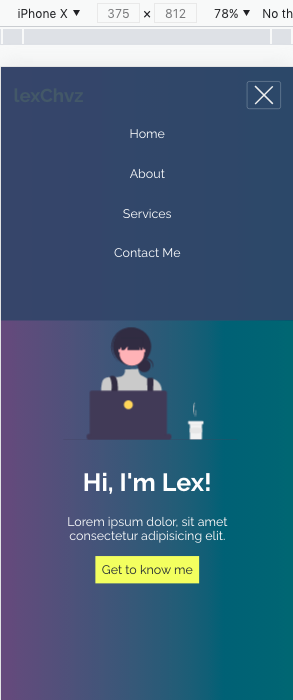 iPhone X ▼ 375 × 812 78% ▼ No th
lexChvz
Home
About
Services
Contact Me
Hi, I'm Lex!
Lorem ipsum dolor, sit amet
consectetur adipisicing elit.
Get to know me